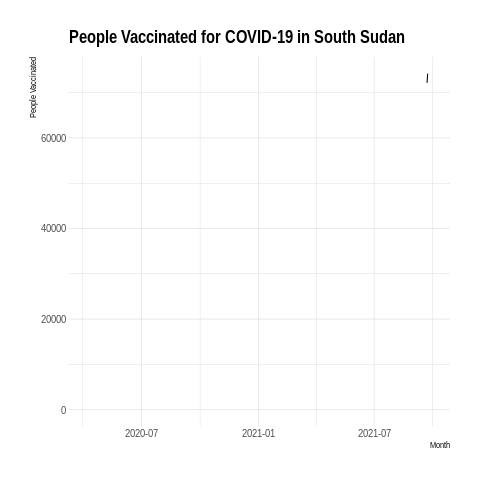 People Vaccinated for COVID-19 in South Sudan
People Vaccinated
60000
40000
20000
0
2020-07
2021-01
2021-07
Month